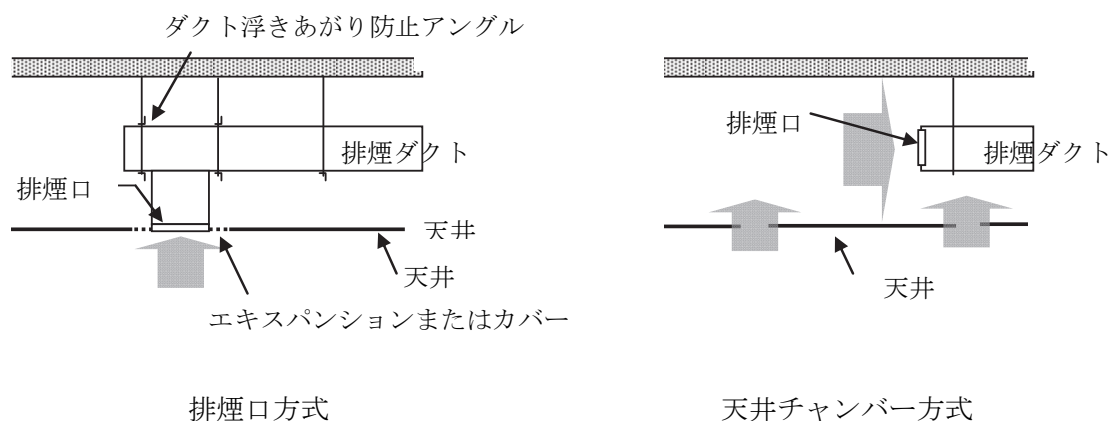 ダクト浮きあがり防止アングル
排煙ダクト
排煙口
天井
天井
エキスパンションまたはカバー
排煙口方式
排煙口
排煙ダクト
天井
天井チャンバー方式